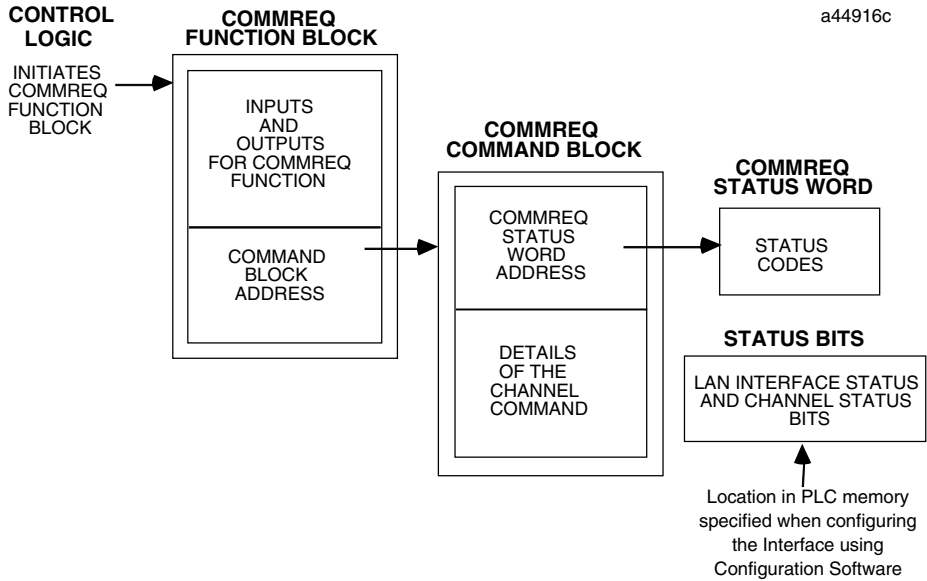 CONTROL
LOGIC
INITIATES
COMMREQ
FUNCTION
BLOCK
COMMREQ
FUNCTION BLOCK
INPUTS
AND
OUTPUTS
FOR COMMREQ
FUNCTION
COMMAND
BLOCK
ADDRESS
COMMREQ
COMMAND BLOCK
COMMREQ
STATUS
WORD
ADDRESS
DETAILS
OF THE
CHANNEL
COMMAND
a44916c
COMMREQ
STATUS WORD
STATUS
CODES
STATUS BITS
LAN INTERFACE STATUS
AND CHANNEL STATUS
BITS
Location in PLC memory
specified when configuring
the Interface using
Configuration Software